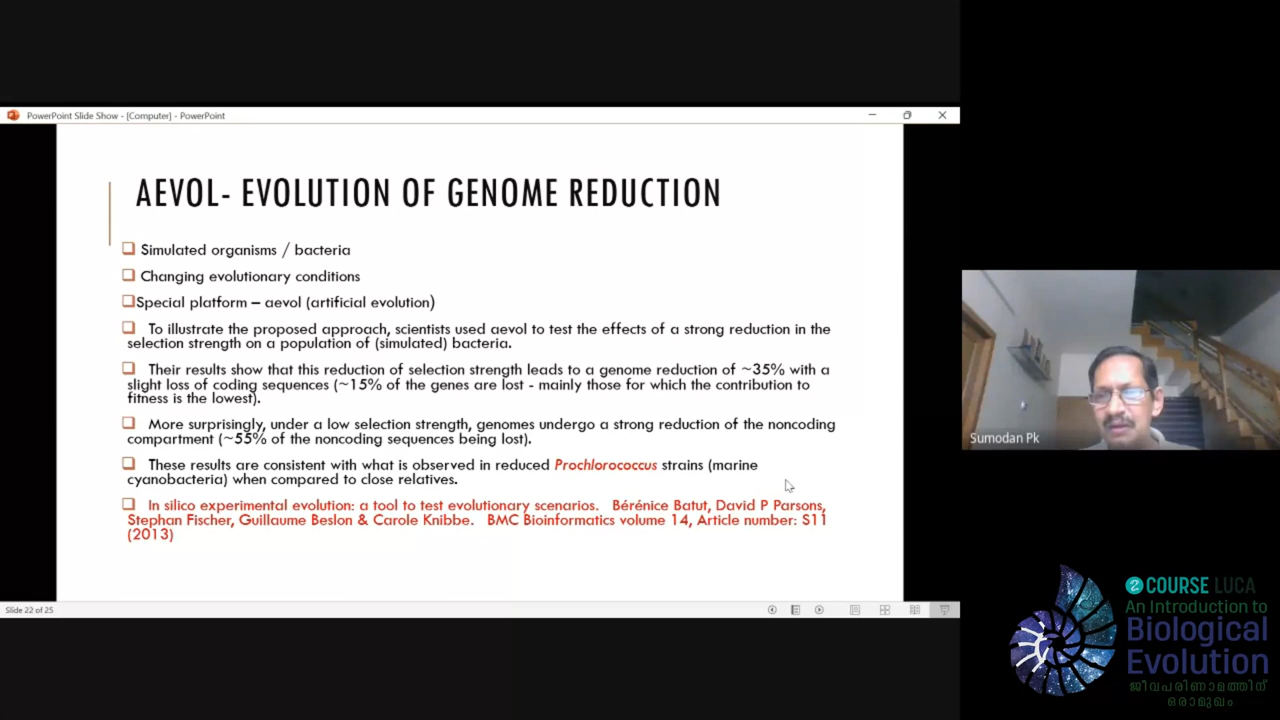 PowerPoint Slide Show - [Computer] - PowerPoint
AEVOL- EVOLUTION OF GENOME REDUCTION
Simulated organisms / bacteria
Changing evolutionary conditions
Special platform – aevol (artificial evolution)
To illustrate the proposed approach, scientists used aevol to test the effects of a strong reduction in the
selection strength on a population of (simulated) bacteria.
Their results show that this reduction of selection strength leads to a genome reduction of ~35% with a
slight loss of coding sequences (~15% of the genes are lost - mainly those for which the contribution to
fitness is the lowest).
More surprisingly, under a low selection strength, genomes undergo a strong reduction of the noncoding
compartment (~55% of the noncoding sequences being lost).
These results are consistent with what is observed in reduced Prochlorococcus strains (marine
cyanobacteria) when compared to close relatives.
In silico experimental evolution: a tool to test evolutionary scenarios. Bérénice Batut, David P Parsons,
Stephan Fischer, Guillaume Beslon & Carole Knibbe. BMC Bioinformatics volume 14, Article number: S11
(2013)
Slide 22 of 25
Sumodan Pk
2 COURSE LUCA
An Introduction to
Biological
Evolution
ജീവപരിണാമത്തിന്
ഒരാമുഖം